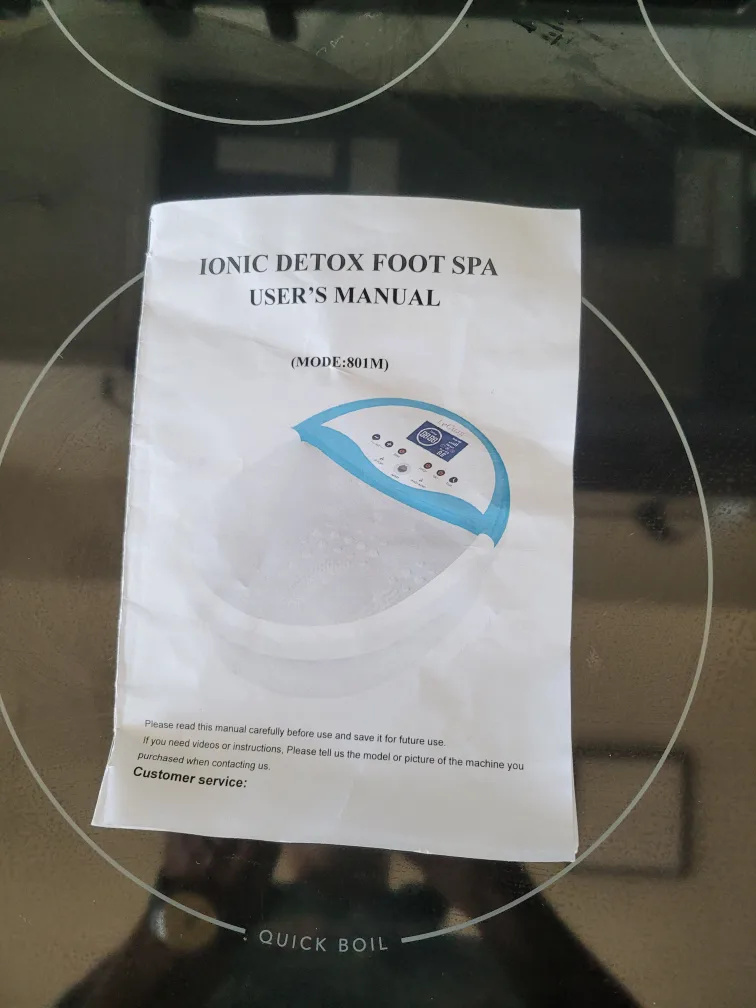 IONIC DETOX FOOT SPA
USER'S MANUAL
(MODE:801M)
Please read this manual carefully before use and save it for future use.
If you need videos or instructions, Please tell us the model or picture of the machine you
purchased when contacting us.
Customer service:
QUICK BOIL